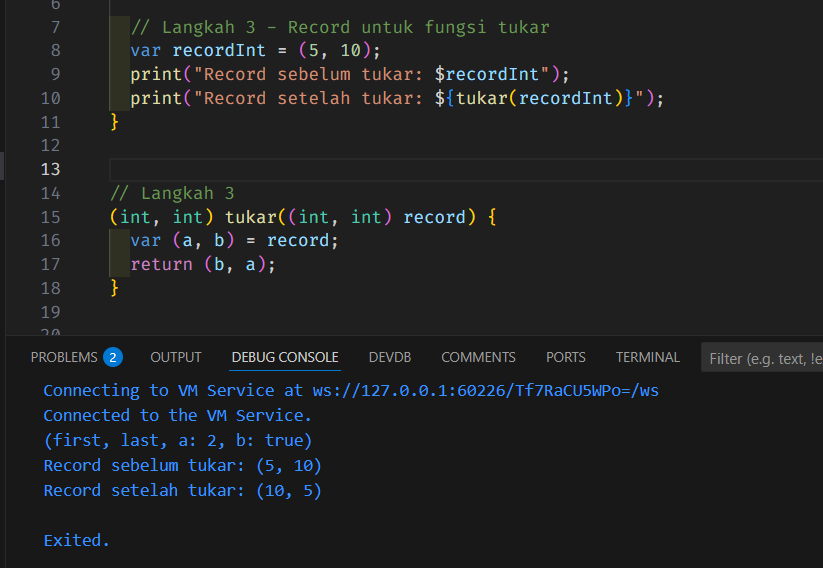 6
7 // Langkah 3 - Record untuk fungsi tukar
8 var recordInt = (5, 10);
9 print("Record sebelum tukar: $recordInt");
10 print("Record setelah tukar: ${tukar(recordInt)}");
11 }
12
13
14 // Langkah 3
15 (int, int) tukar((int, int) record) {
16 var (a, b) = record;
17 return (b, a);
18 }
19
20
PROBLEMS 2 OUTPUT DEBUG CONSOLE DEVDB COMMENTS PORTS TERMINAL Filter (e.g. text, !e
Connecting to VM Service at ws://127.0.0.1:60226/Tf7RaCU5WPo=/ws
Connected to the VM Service.
(first, last, a: 2, b: true)
Record sebelum tukar: (5, 10)
Record setelah tukar: (10, 5)
Exited.